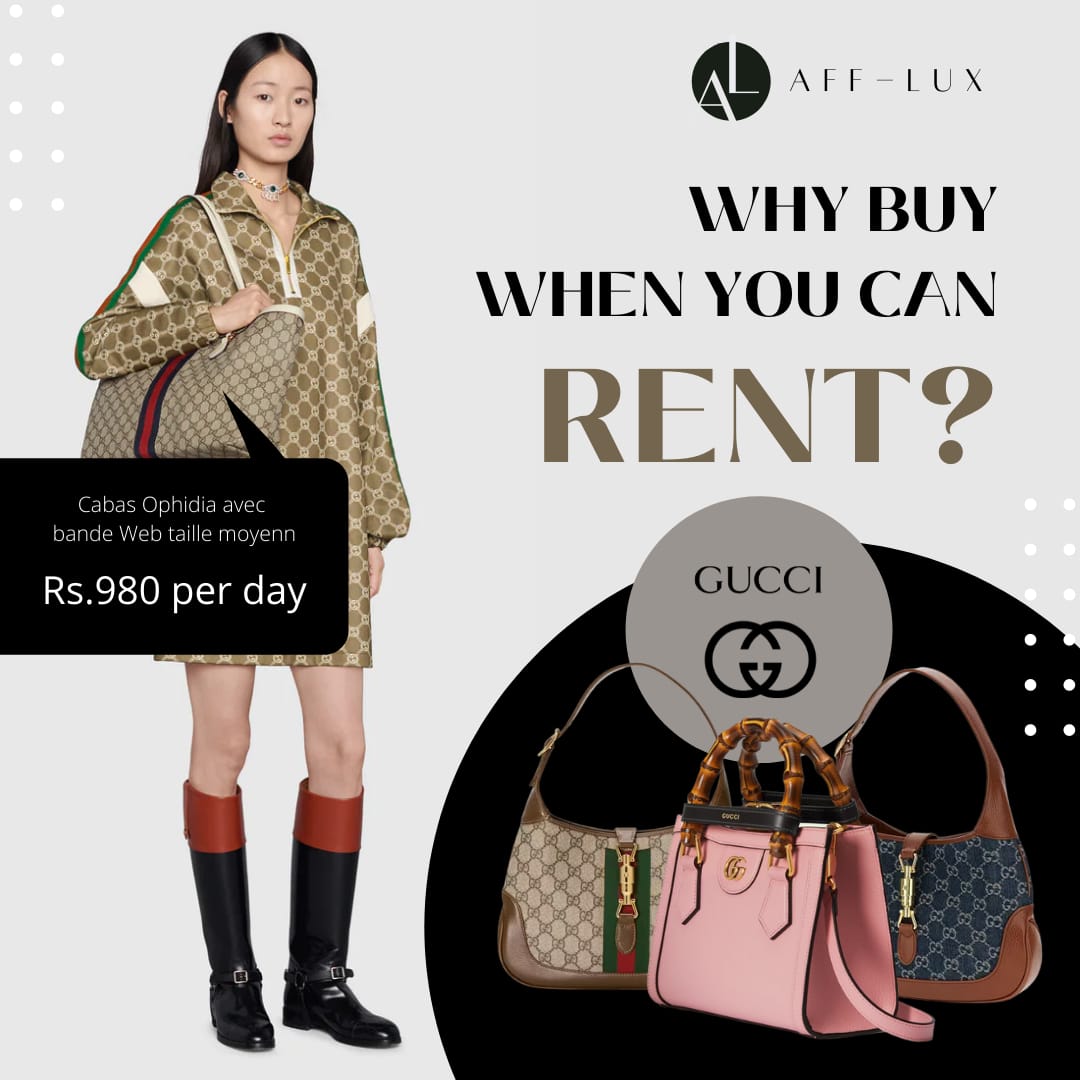 AL AFF-LUX
WHY BUY
WHEN YOU CAN
RENT?
Cabas Ophidia avec
bande Web taille moyenn
Rs.980 per day
GUCCI
GUCCI